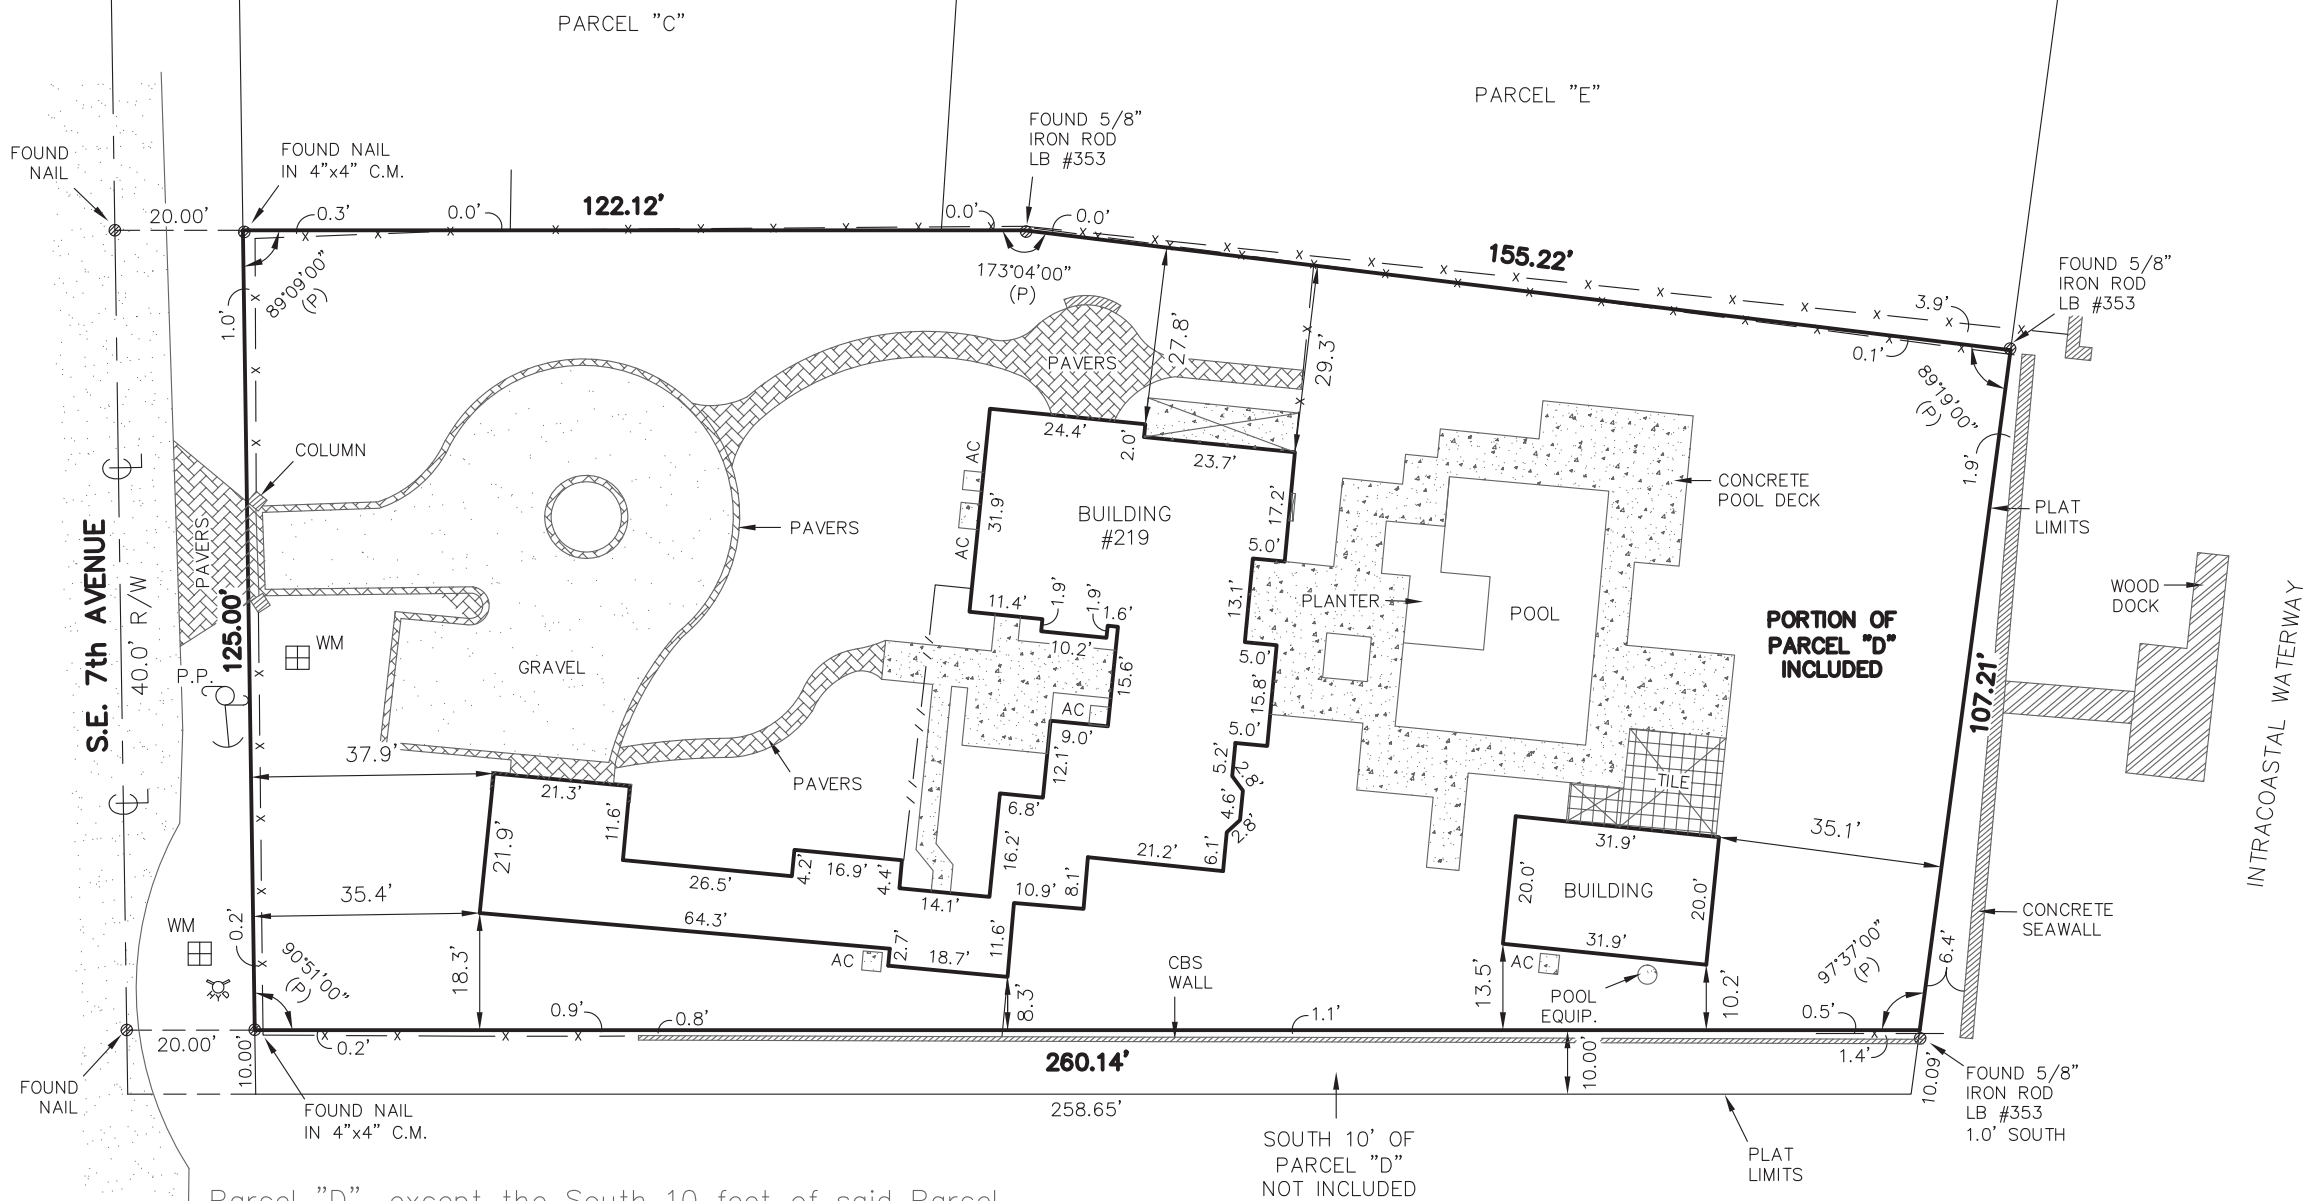 PARCEL "C"
PARCEL "E"
FOUND
NAIL
FOUND NAIL
IN 4"x4" C.M.
FOUND 5/8"
IRON ROD
LB #353
20.00'
0.3'
0.0'
122.12'
0.0'
0.0'
155.22'
FOUND 5/8"
IRON ROD
LB #353
3.9'
0.1'
89°09'00"
(P)
173°04'00"
(P)
89°19'00"
(P)
1.0'
27.8'
29.3'
1.9'
PAVERS
COLUMN
24.4'
2.0'
23.7'
AC
AC
31.9'
BUILDING
#219
17.2'
CONCRETE
POOL DECK
PLAT
LIMITS
PAVERS
PAVERS
S.E. 7th AVENUE
40.0' R/W
125.00'
5.0'
13.1'
WOOD
DOCK
INTRACOASTAL WATERWAY
11.4'
1.9'
1.9'
1.6'
10.2'
15.6'
PLANTER
POOL
PORTION OF
PARCEL "D"
INCLUDED
WM
P.P.
GRAVEL
5.0'
15.8'
107.21'
AC
9.0'
5.0'
37.9'
12.1'
5.2'
2.8'
4.6'
2.8'
6.1'
TILE
PAVERS
21.3'
11.6'
6.8'
16.2'
21.9'
26.5'
4.2'
16.9'
4.4'
14.1'
10.9'
8.1'
21.2'
31.9'
35.1'
35.4'
64.3'
20.0'
BUILDING
20.0'
WM
0.2'
2.7'
18.7'
11.6'
31.9'
CONCRETE
SEAWALL
90°51'00"
(P)
18.3'
AC
8.3'
CBS
WALL
13.5'
AC
POOL
EQUIP.
10.2'
97°37'00"
(P)
6.4'
0.9'
0.8'
1.1'
0.5'
20.00'
10.00'
0.2'
260.14'
10.00'
1.4'
10.09'
FOUND
NAIL
FOUND NAIL
IN 4"x4" C.M.
258.65'
FOUND 5/8"
IRON ROD
LB #353
1.0' SOUTH
SOUTH 10' OF
PARCEL "D"
NOT INCLUDED
PLAT
LIMITS
Parcel "D", except the South 10 feet of said Parcel